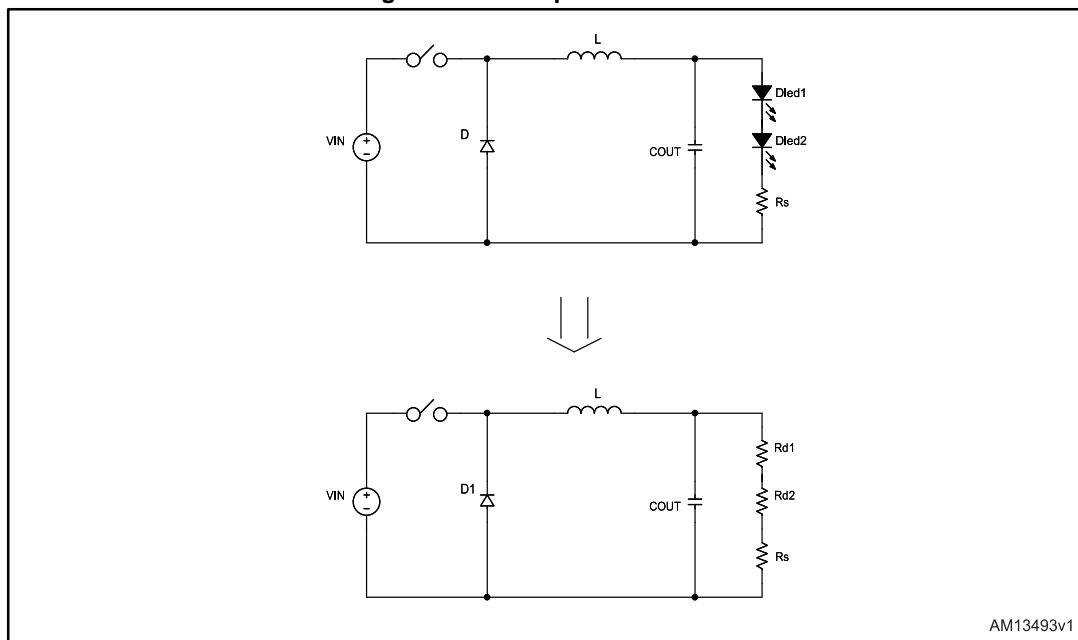 L
Dled1
D
VIN
+
−
COUT
Dled2
Rs
L
Rd1
D1
VIN
+
−
COUT
Rd2
Rs
AM13493v1